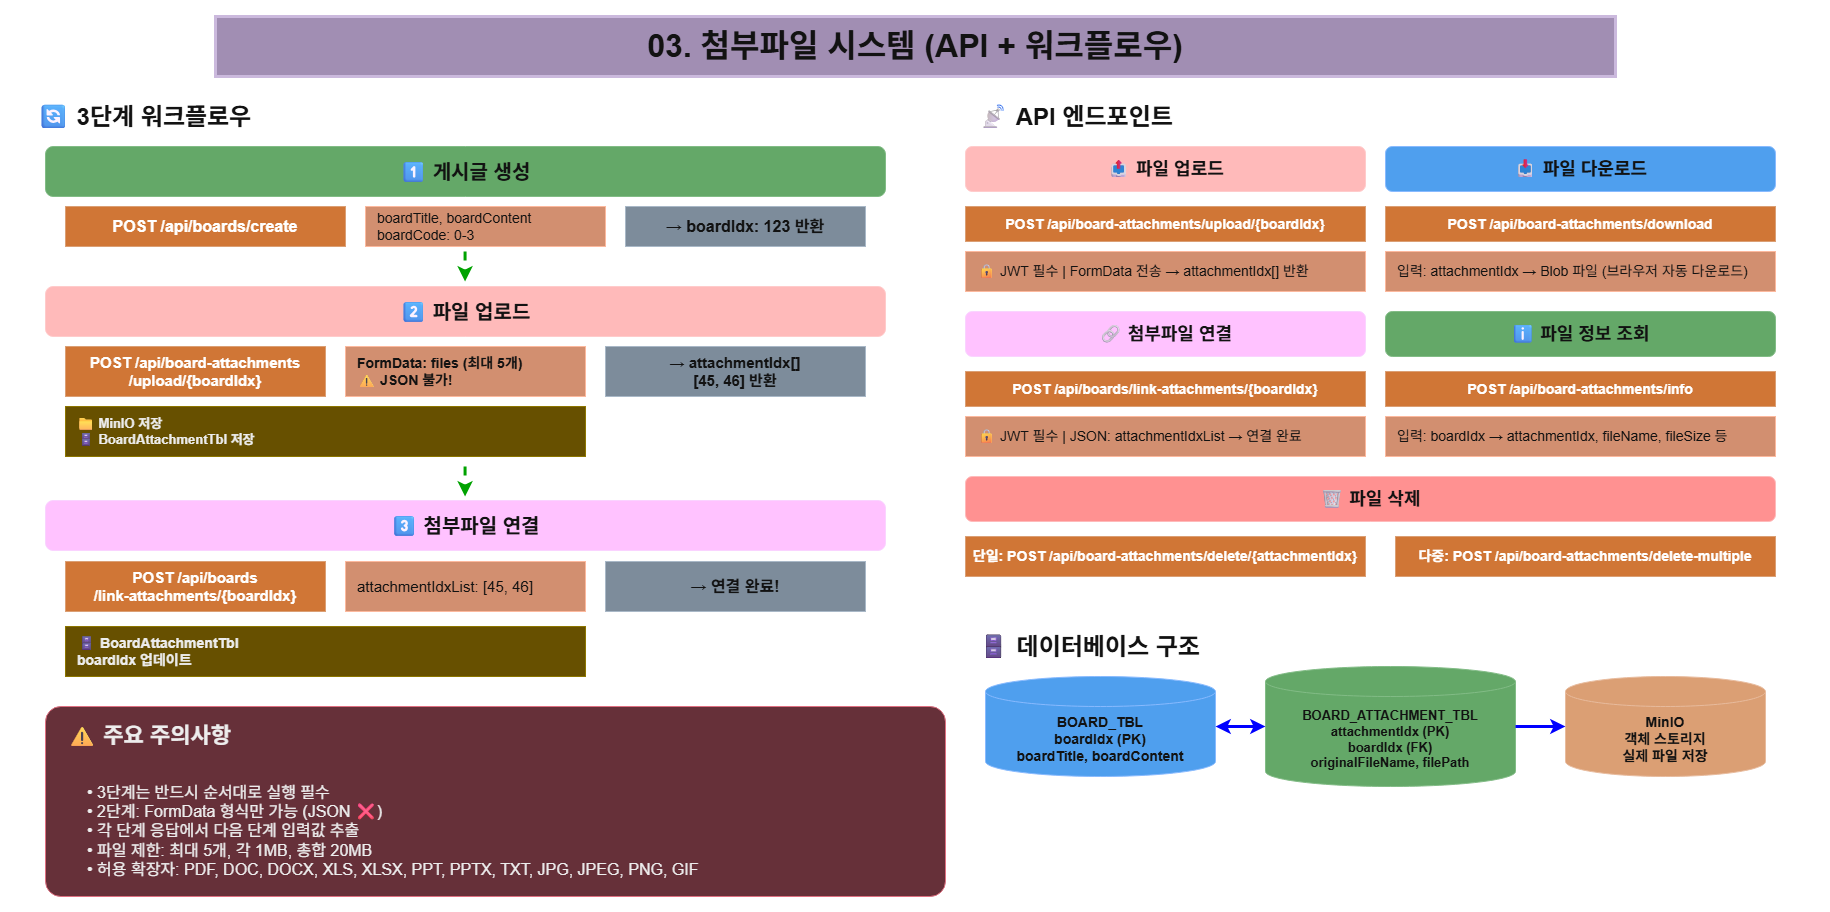 03. 첨부파일 시스템 (API + 워크플로우)
🔄 3단계 워크플로우
1️⃣ 게시글 생성
POST /api/boards/create
boardTitle, boardContent
boardCode: 0-3
→ boardIdx: 123 반환
2️⃣ 파일 업로드
POST /api/board-attachments
/upload/{boardIdx}
FormData: files (최대 5개)
⚠️ JSON 불가!
→ attachmentIdx[]
[45, 46] 반환
📁 MinIO 저장
🗄️ BoardAttachmentTbl 저장
3️⃣ 첨부파일 연결
POST /api/boards
/link-attachments/{boardIdx}
attachmentIdxList: [45, 46]
→ 연결 완료!
🗄️ BoardAttachmentTbl
boardIdx 업데이트
⚠️ 주요 주의사항
• 3단계는 반드시 순서대로 실행 필수
• 2단계: FormData 형식만 가능 (JSON ❌)
• 각 단계 응답에서 다음 단계 입력값 추출
• 파일 제한: 최대 5개, 각 1MB, 총합 20MB
• 허용 확장자: PDF, DOC, DOCX, XLS, XLSX, PPT, PPTX, TXT, JPG, JPEG, PNG, GIF
📡 API 엔드포인트
📤 파일 업로드
POST /api/board-attachments/upload/{boardIdx}
🔒 JWT 필수 | FormData 전송 → attachmentIdx[] 반환
📥 파일 다운로드
POST /api/board-attachments/download
입력: attachmentIdx → Blob 파일 (브라우저 자동 다운로드)
🔗 첨부파일 연결
POST /api/boards/link-attachments/{boardIdx}
🔒 JWT 필수 | JSON: attachmentIdxList → 연결 완료
ℹ️ 파일 정보 조회
POST /api/board-attachments/info
입력: boardIdx → attachmentIdx, fileName, fileSize 등
🗑️ 파일 삭제
단일: POST /api/board-attachments/delete/{attachmentIdx}
다중: POST /api/board-attachments/delete-multiple
🗄️ 데이터베이스 구조
BOARD_TBL
boardIdx (PK)
boardTitle, boardContent
BOARD_ATTACHMENT_TBL
attachmentIdx (PK)
boardIdx (FK)
originalFileName, filePath
MinIO
객체 스토리지
실제 파일 저장